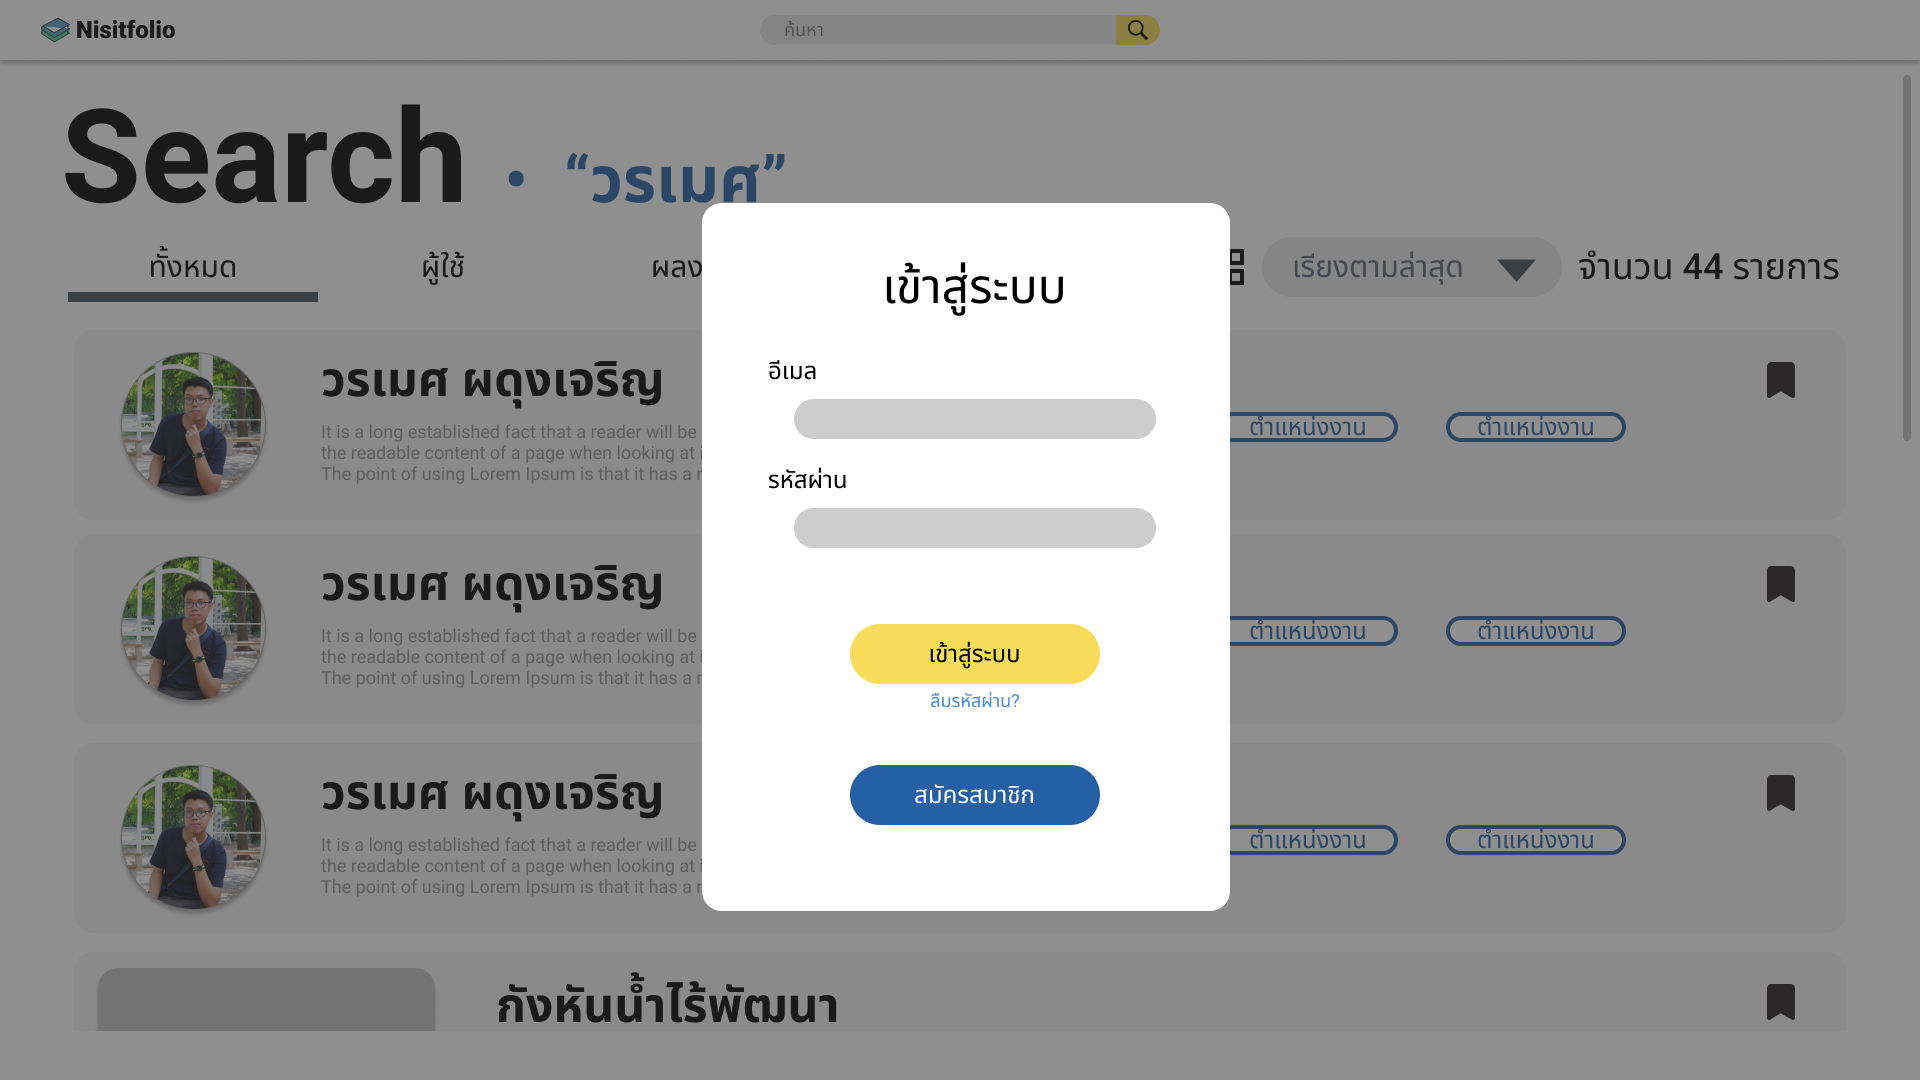 Nisitfolio
ค้นหา
Search • “วรเมศ”
ทั้งหมด
ผู้ใช้
ผลง
เรียงตามล่าสุด
จำนวน 44 รายการ
วรเมศ ผดุงเจริญ
It is a long established fact that a reader will be
the readable content of a page when looking at i
The point of using Lorem Ipsum is that it has a
ตำแหน่งงาน
ตำแหน่งงาน
วรเมศ ผดุงเจริญ
It is a long established fact that a reader will be
the readable content of a page when looking at i
The point of using Lorem Ipsum is that it has a
ตำแหน่งงาน
ตำแหน่งงาน
วรเมศ ผดุงเจริญ
It is a long established fact that a reader will be
the readable content of a page when looking at i
The point of using Lorem Ipsum is that it has a
ตำแหน่งงาน
ตำแหน่งงาน
กังหันน้ำไร้พัฒนา
เข้าสู่ระบบ
อีเมล
รหัสผ่าน
เข้าสู่ระบบ
ลืมรหัสผ่าน?
สมัครสมาชิก